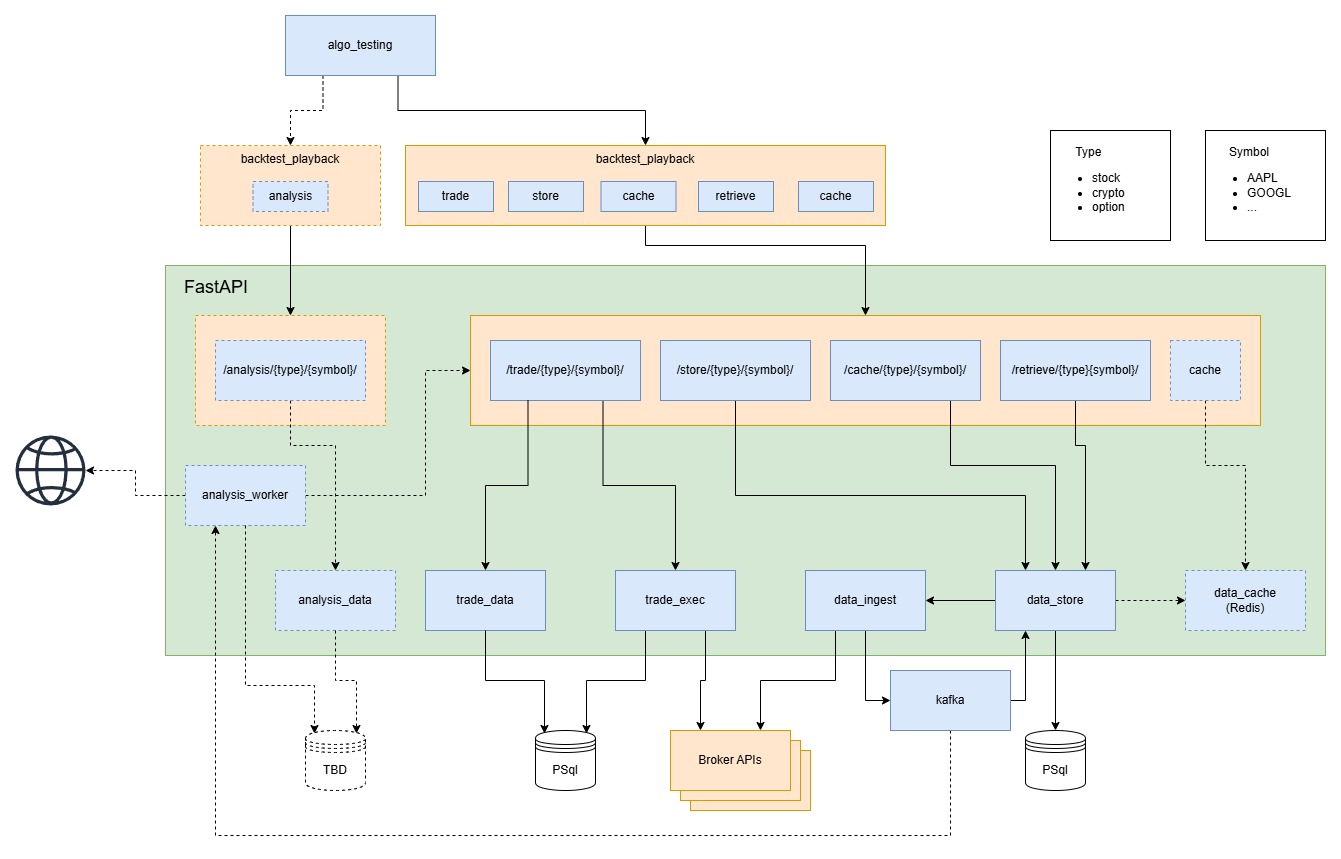 algo_testing
backtest_playback
analysis
backtest_playback
trade
store
cache
retrieve
cache
Type
stock
crypto
option
Symbol
AAPL
GOOGL
...
FastAPI
/analysis/{type}/{symbol}/
/trade/{type}/{symbol}/
/store/{type}/{symbol}/
/cache/{type}/{symbol}/
/retrieve/{type}{symbol}/
cache
analysis_worker
analysis_data
trade_data
trade_exec
data_ingest
data_store
data_cache
(Redis)
kafka
TBD
PSql
Broker APIs
PSql